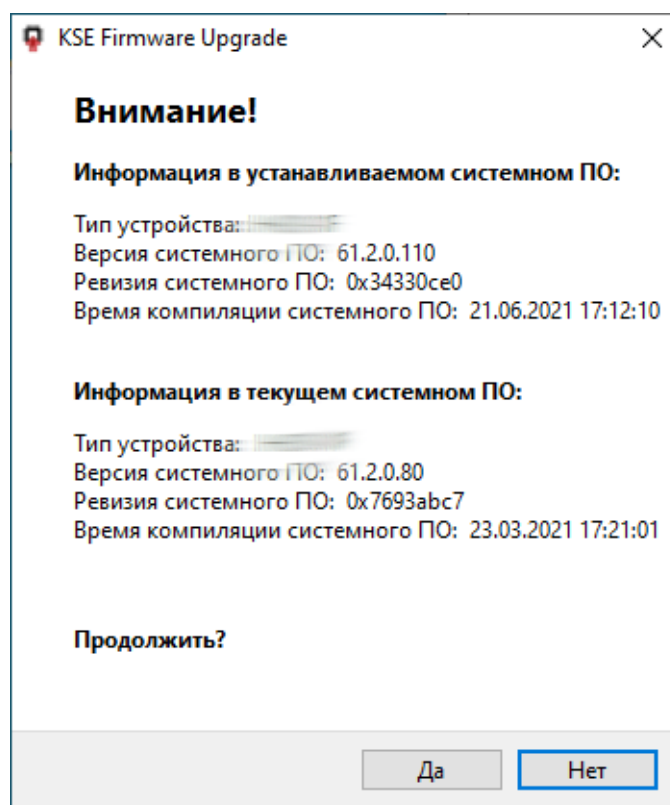 KSE Firmware Upgrade
Внимание!
Информация в устанавливаемом системном ПО:
Тип устройства:
Версия системного ПО: 61.2.0.110
Ревизия системного ПО: 0x34330ce0
Время компиляции системного ПО: 21.06.2021 17:12:10
Информация в текущем системном ПО:
Тип устройства:
Версия системного ПО: 61.2.0.80
Ревизия системного ПО: 0x7693abc7
Время компиляции системного ПО: 23.03.2021 17:21:01
Продолжить?
Да
Нет